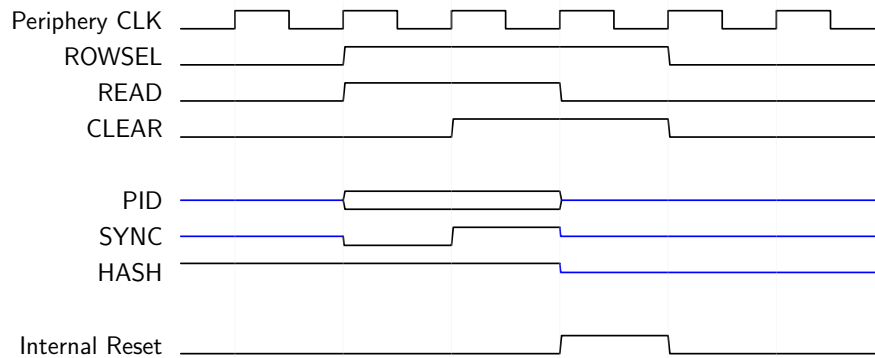 Periphery CLK
ROWSEL
READ
CLEAR
PID
SYNC
HASH
Internal Reset